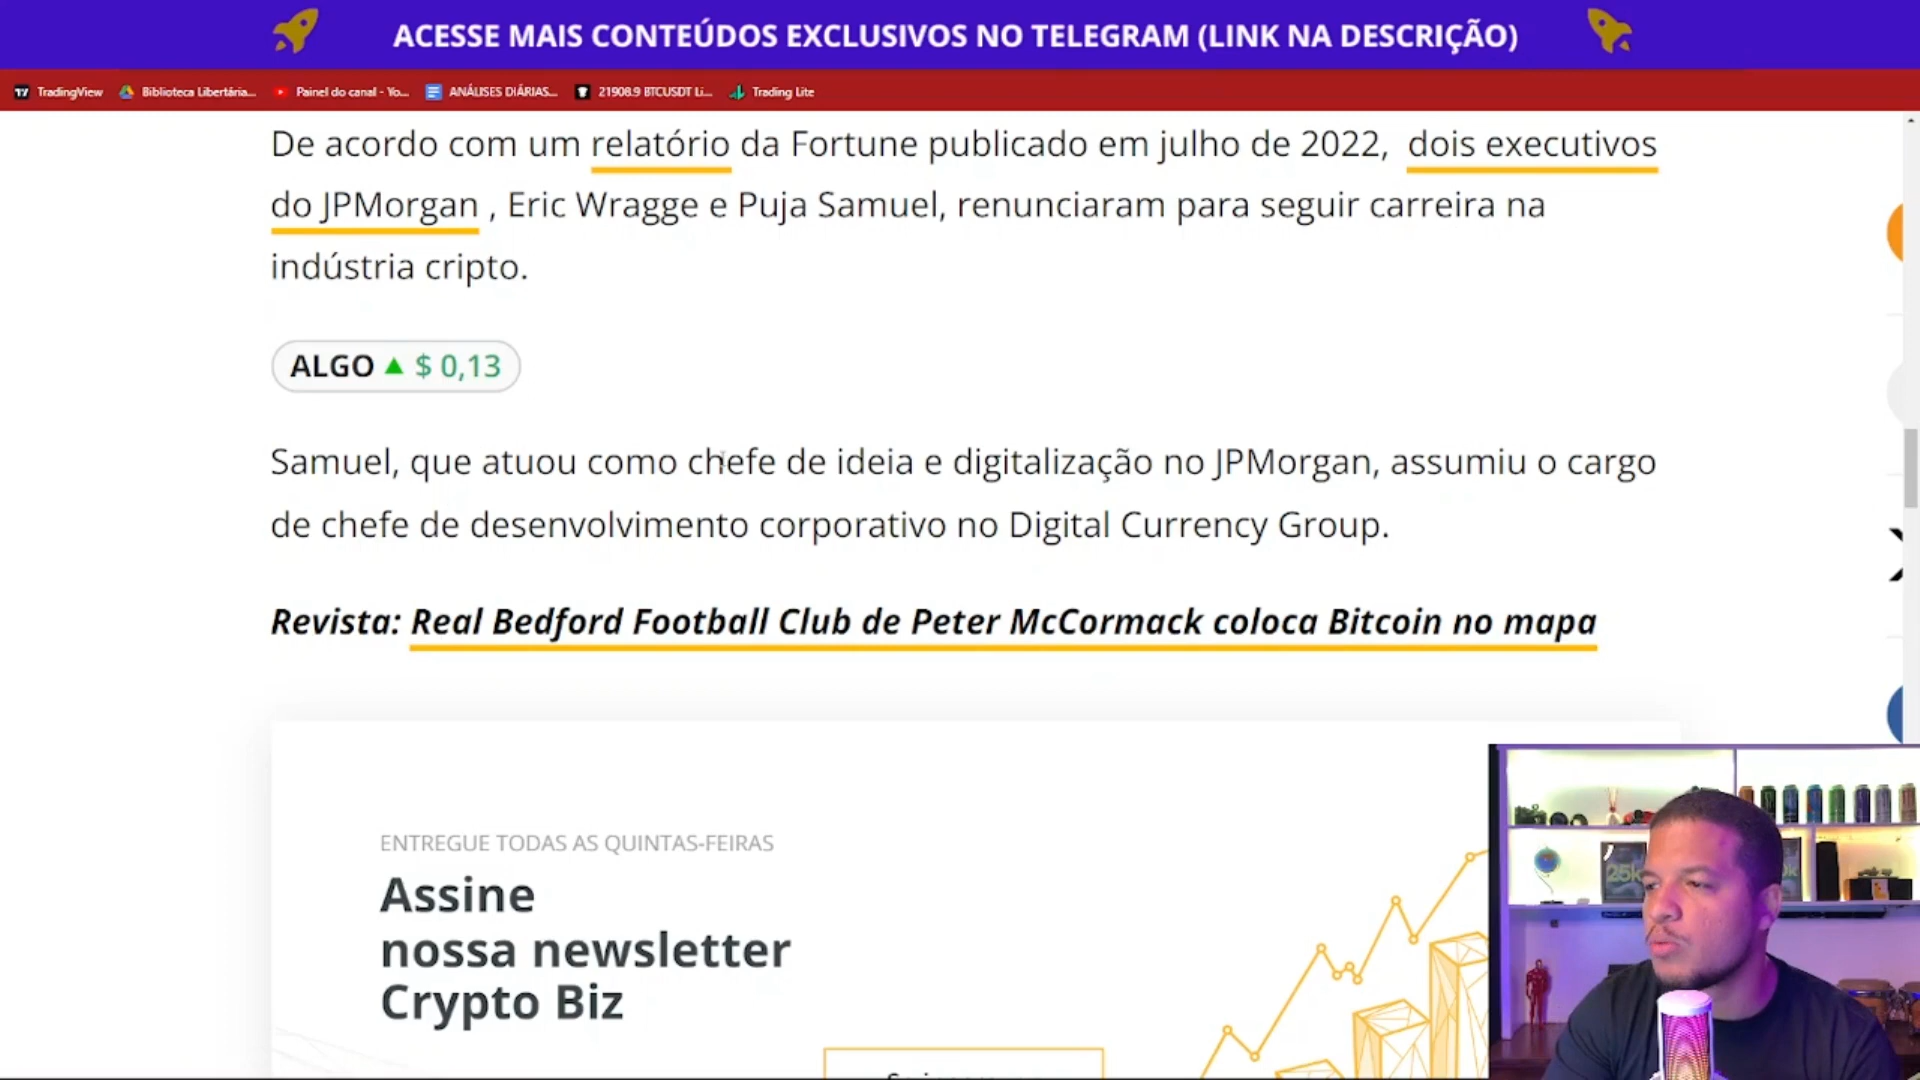 ACESSE MAIS CONTEÚDOS EXCLUSIVOS NO TELEGRAM (LINK NA DESCRIÇÃO)
TradingView Biblioteca Libertária... Painel do canal - Yo... ANÁLISES DIÁRIAS... 21908.9 BTCUSDT Li... Trading Lite
De acordo com um relatório da Fortune publicado em julho de 2022, dois executivos
do JPMorgan , Eric Wragge e Puja Samuel, renunciaram para seguir carreira na
indústria cripto.
ALGO ▲ $ 0,13
Samuel, que atuou como chefe de ideia e digitalização no JPMorgan, assumiu o cargo
de chefe de desenvolvimento corporativo no Digital Currency Group.
Revista: Real Bedford Football Club de Peter McCormack coloca Bitcoin no mapa
ENTREGUE TODAS AS QUINTAS-FEIRAS
Assine
nossa newsletter
Crypto Biz
25k